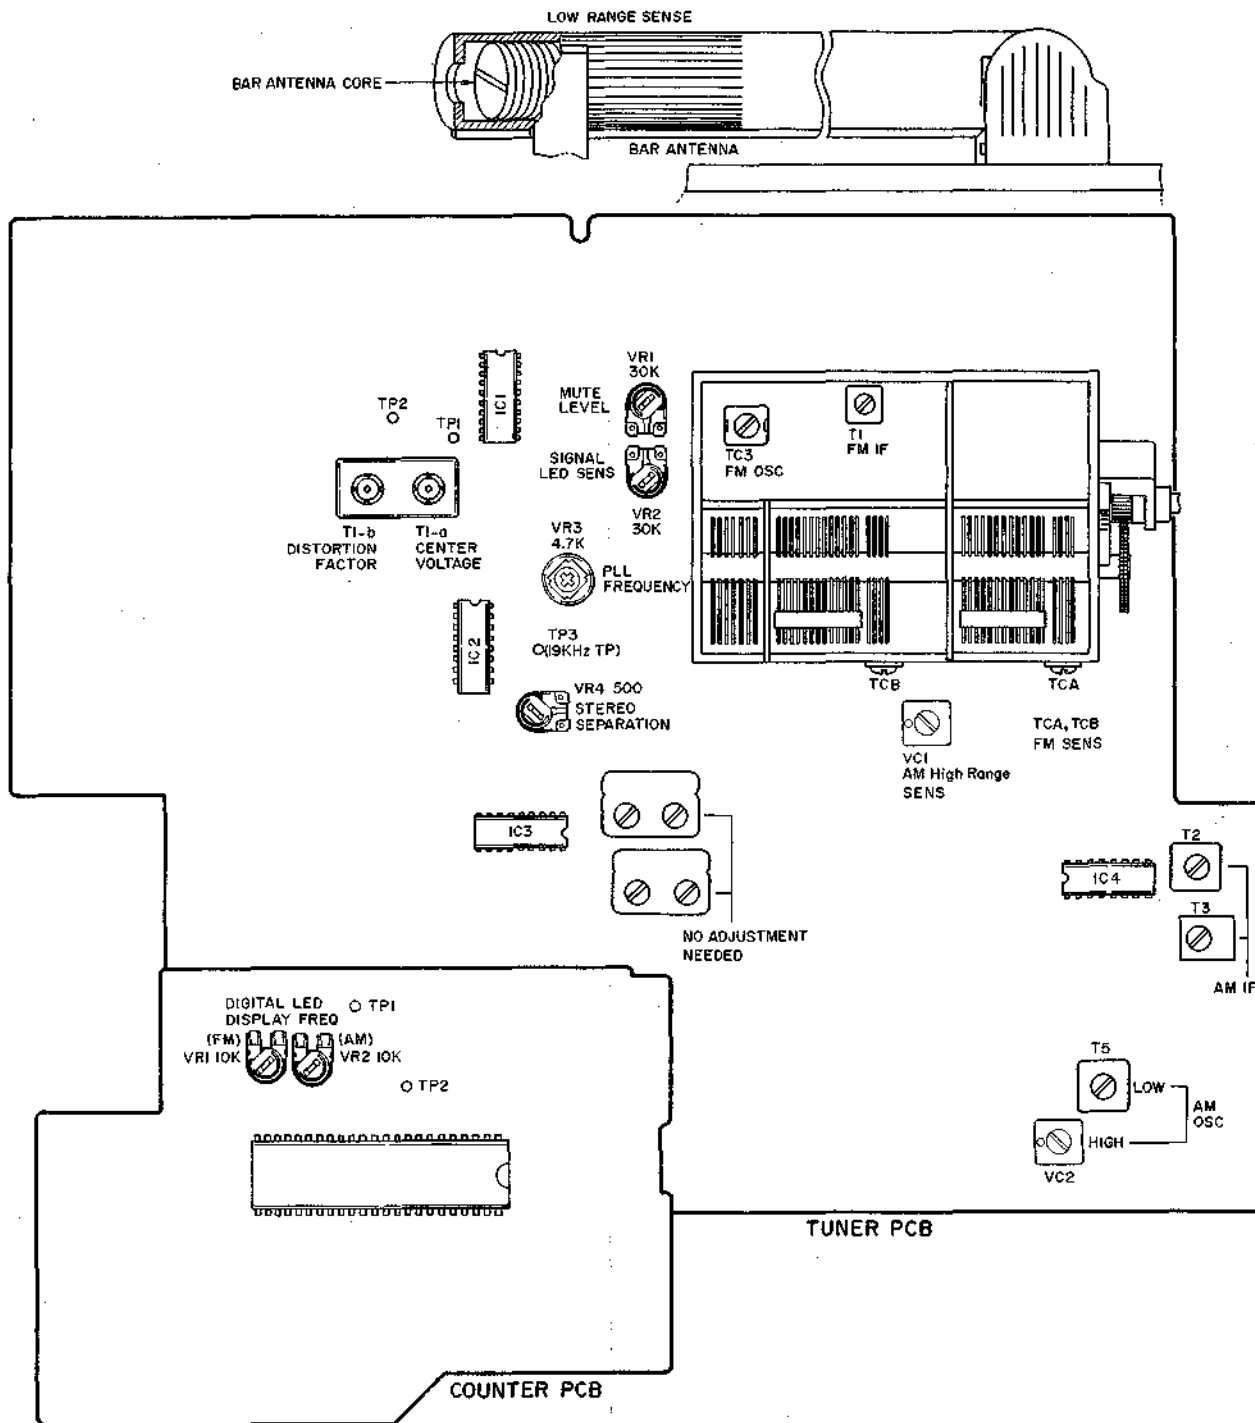 LOW RANGE SENSE
BAR ANTENNA CORE
BAR ANTENNA
VR1
30K
MUTE
LEVEL
IC1
TP2
TP1
TC3
FM OSC
T1
FM IF
SIGNAL
LED SENS
VR2
30K
T1-b
DISTORTION
FACTOR
T1-a
CENTER
VOLTAGE
VR3
4.7K
PLL
FREQUENCY
IC2
TP3
(19KHz TP)
VR4 500
STEREO
SEPARATION
TCB
TCA
TCA, TCB
FM SENS
VC1
AM High Range
SENS
IC3
NO ADJUSTMENT
NEEDED
IC4
T2
T3
AM IF
DIGITAL LED
DISPLAY FREQ
TP1
(FM)
VR1 10K
(AM)
VR2 10K
TP2
T5
LOW
AM
OSC
HIGH
VC2
TUNER PCB
COUNTER PCB